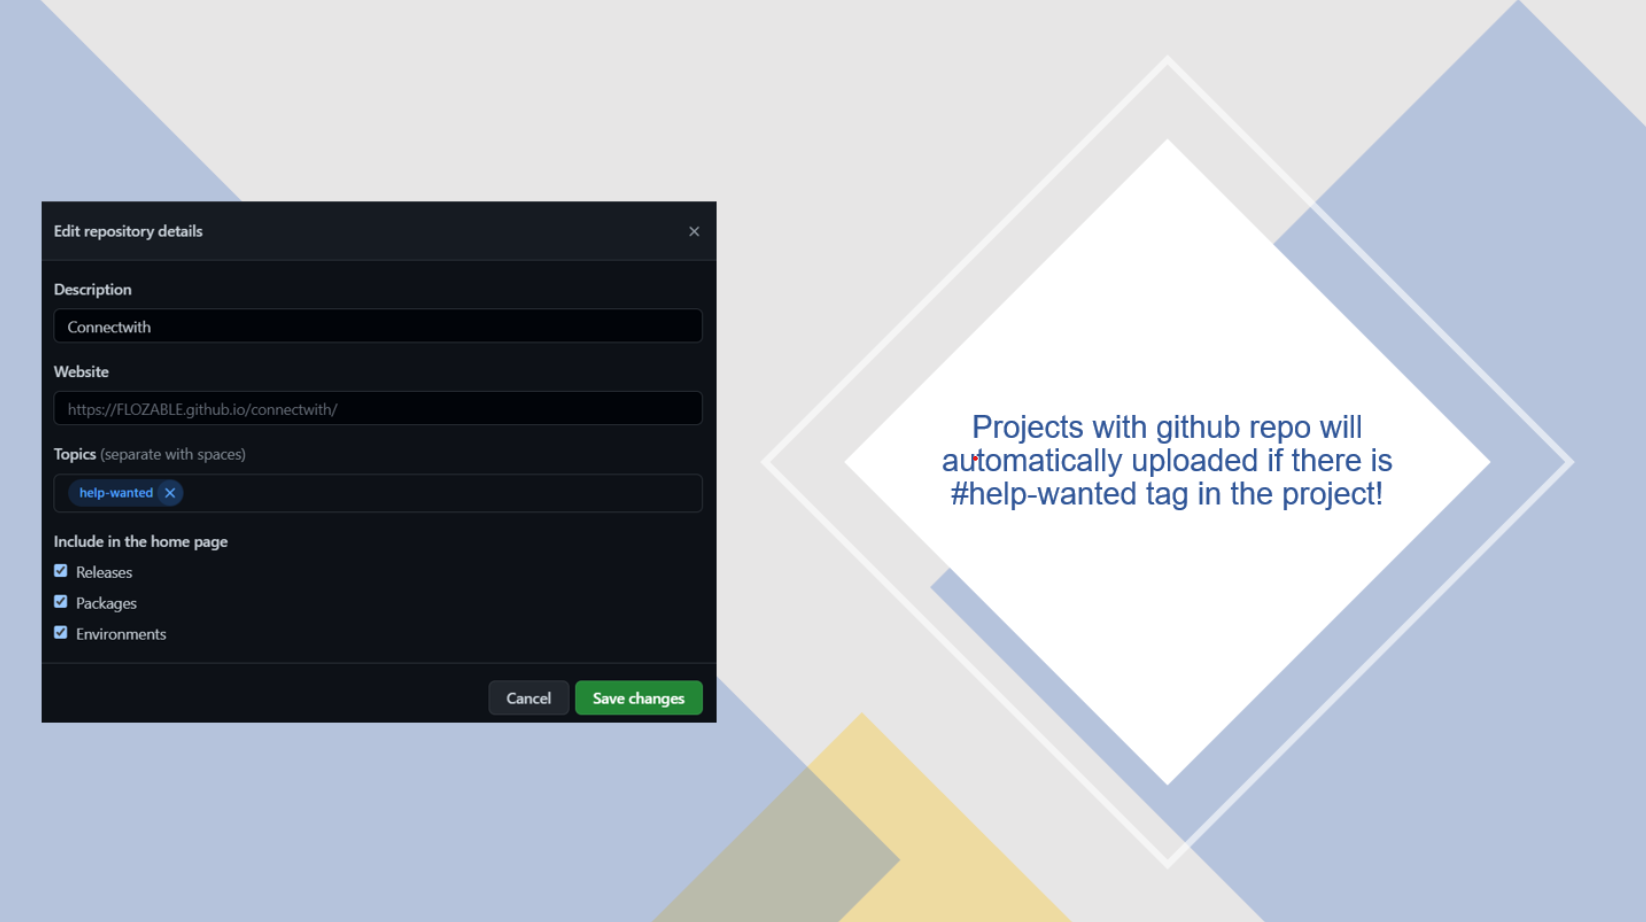 Edit repository details
Description
Connectwith
Website
https://FLOZABLE.github.io/connectwith/
Topics (separate with spaces)
help-wanted
Include in the home page
Releases
Packages
Environments
Cancel Save changes
Projects with github repo will
automatically uploaded if there is
#help-wanted tag in the project!